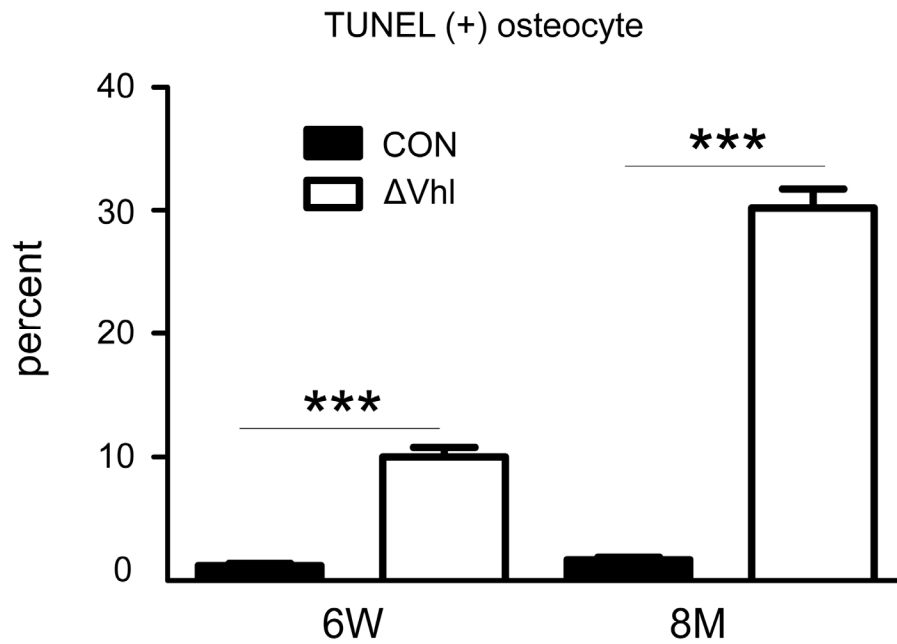 TUNEL (+) osteocyte
percent
40
30
20
10
0
CON
ΔVhl
***
***
6W
8M